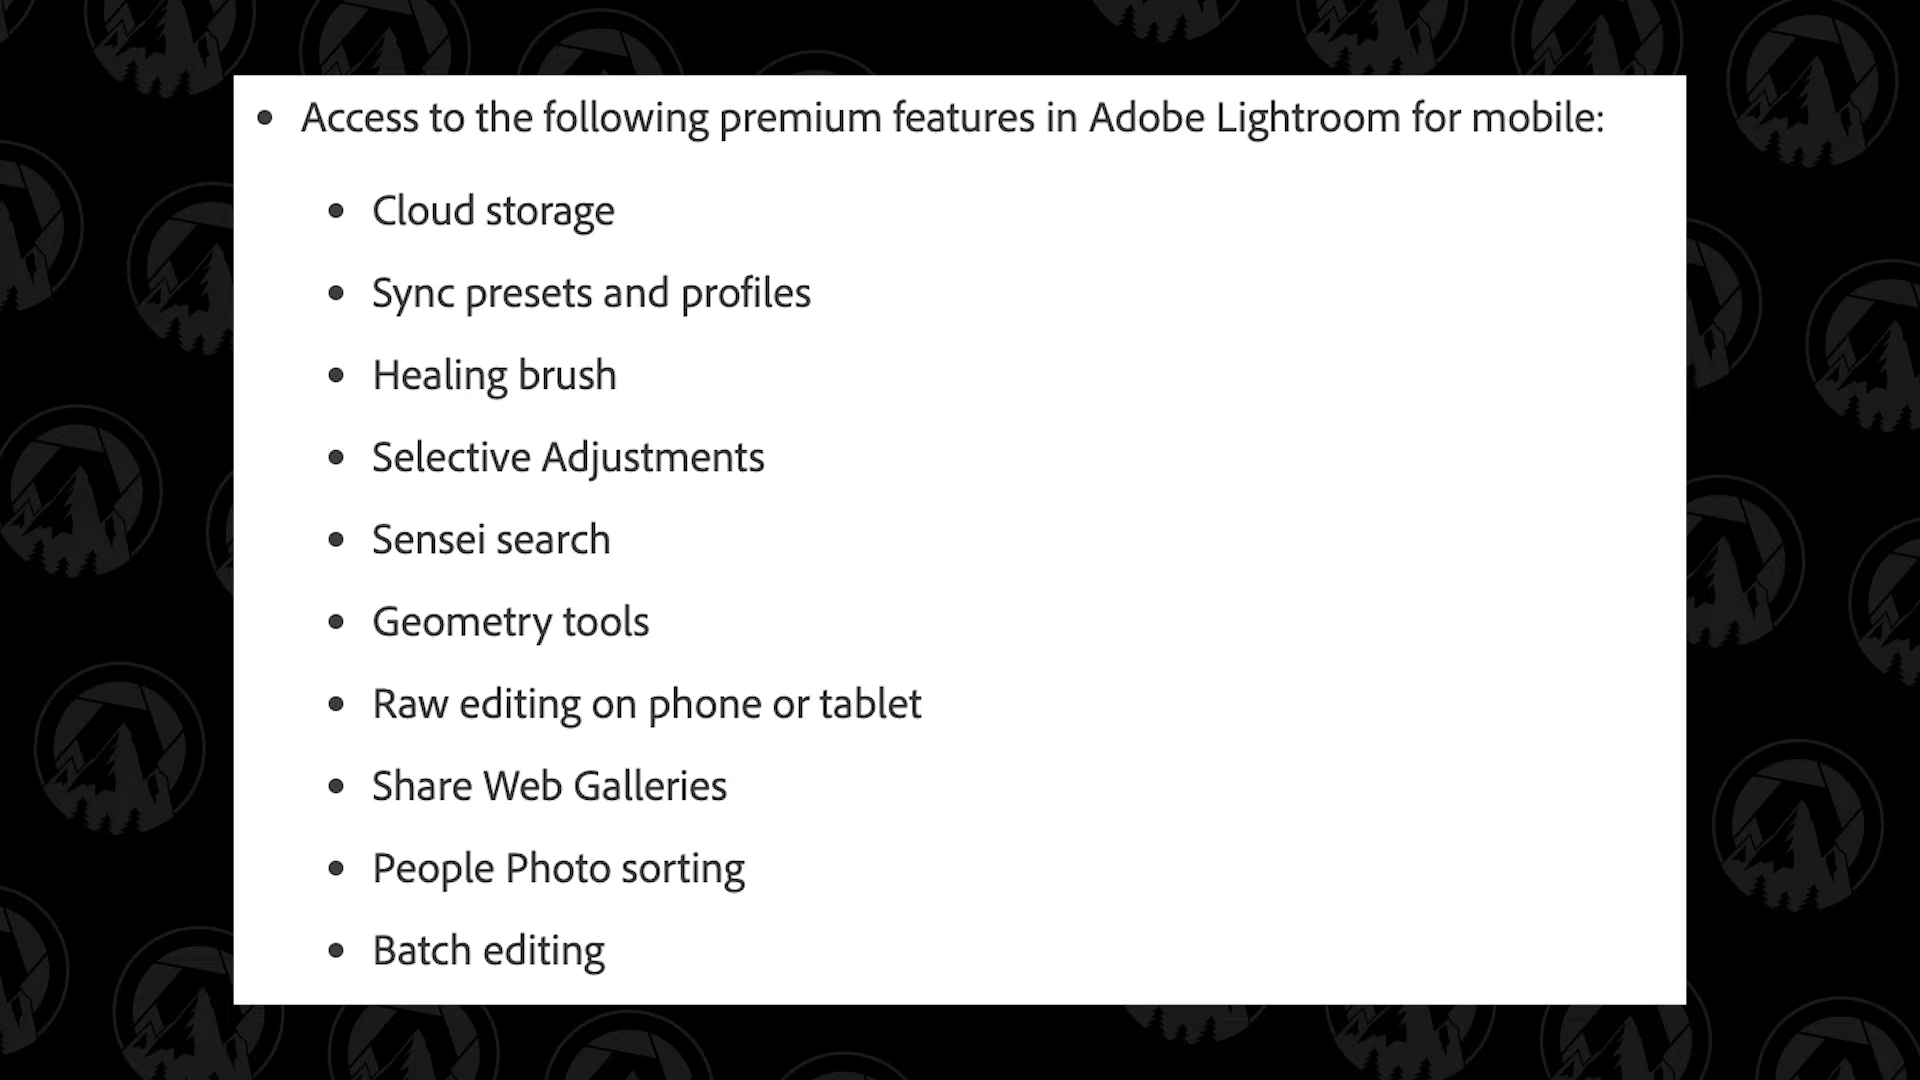 • Access to the following premium features in Adobe Lightroom for mobile:
• Cloud storage
• Sync presets and profiles
• Healing brush
• Selective Adjustments
• Sensei search
• Geometry tools
• Raw editing on phone or tablet
• Share Web Galleries
• People Photo sorting
• Batch editing